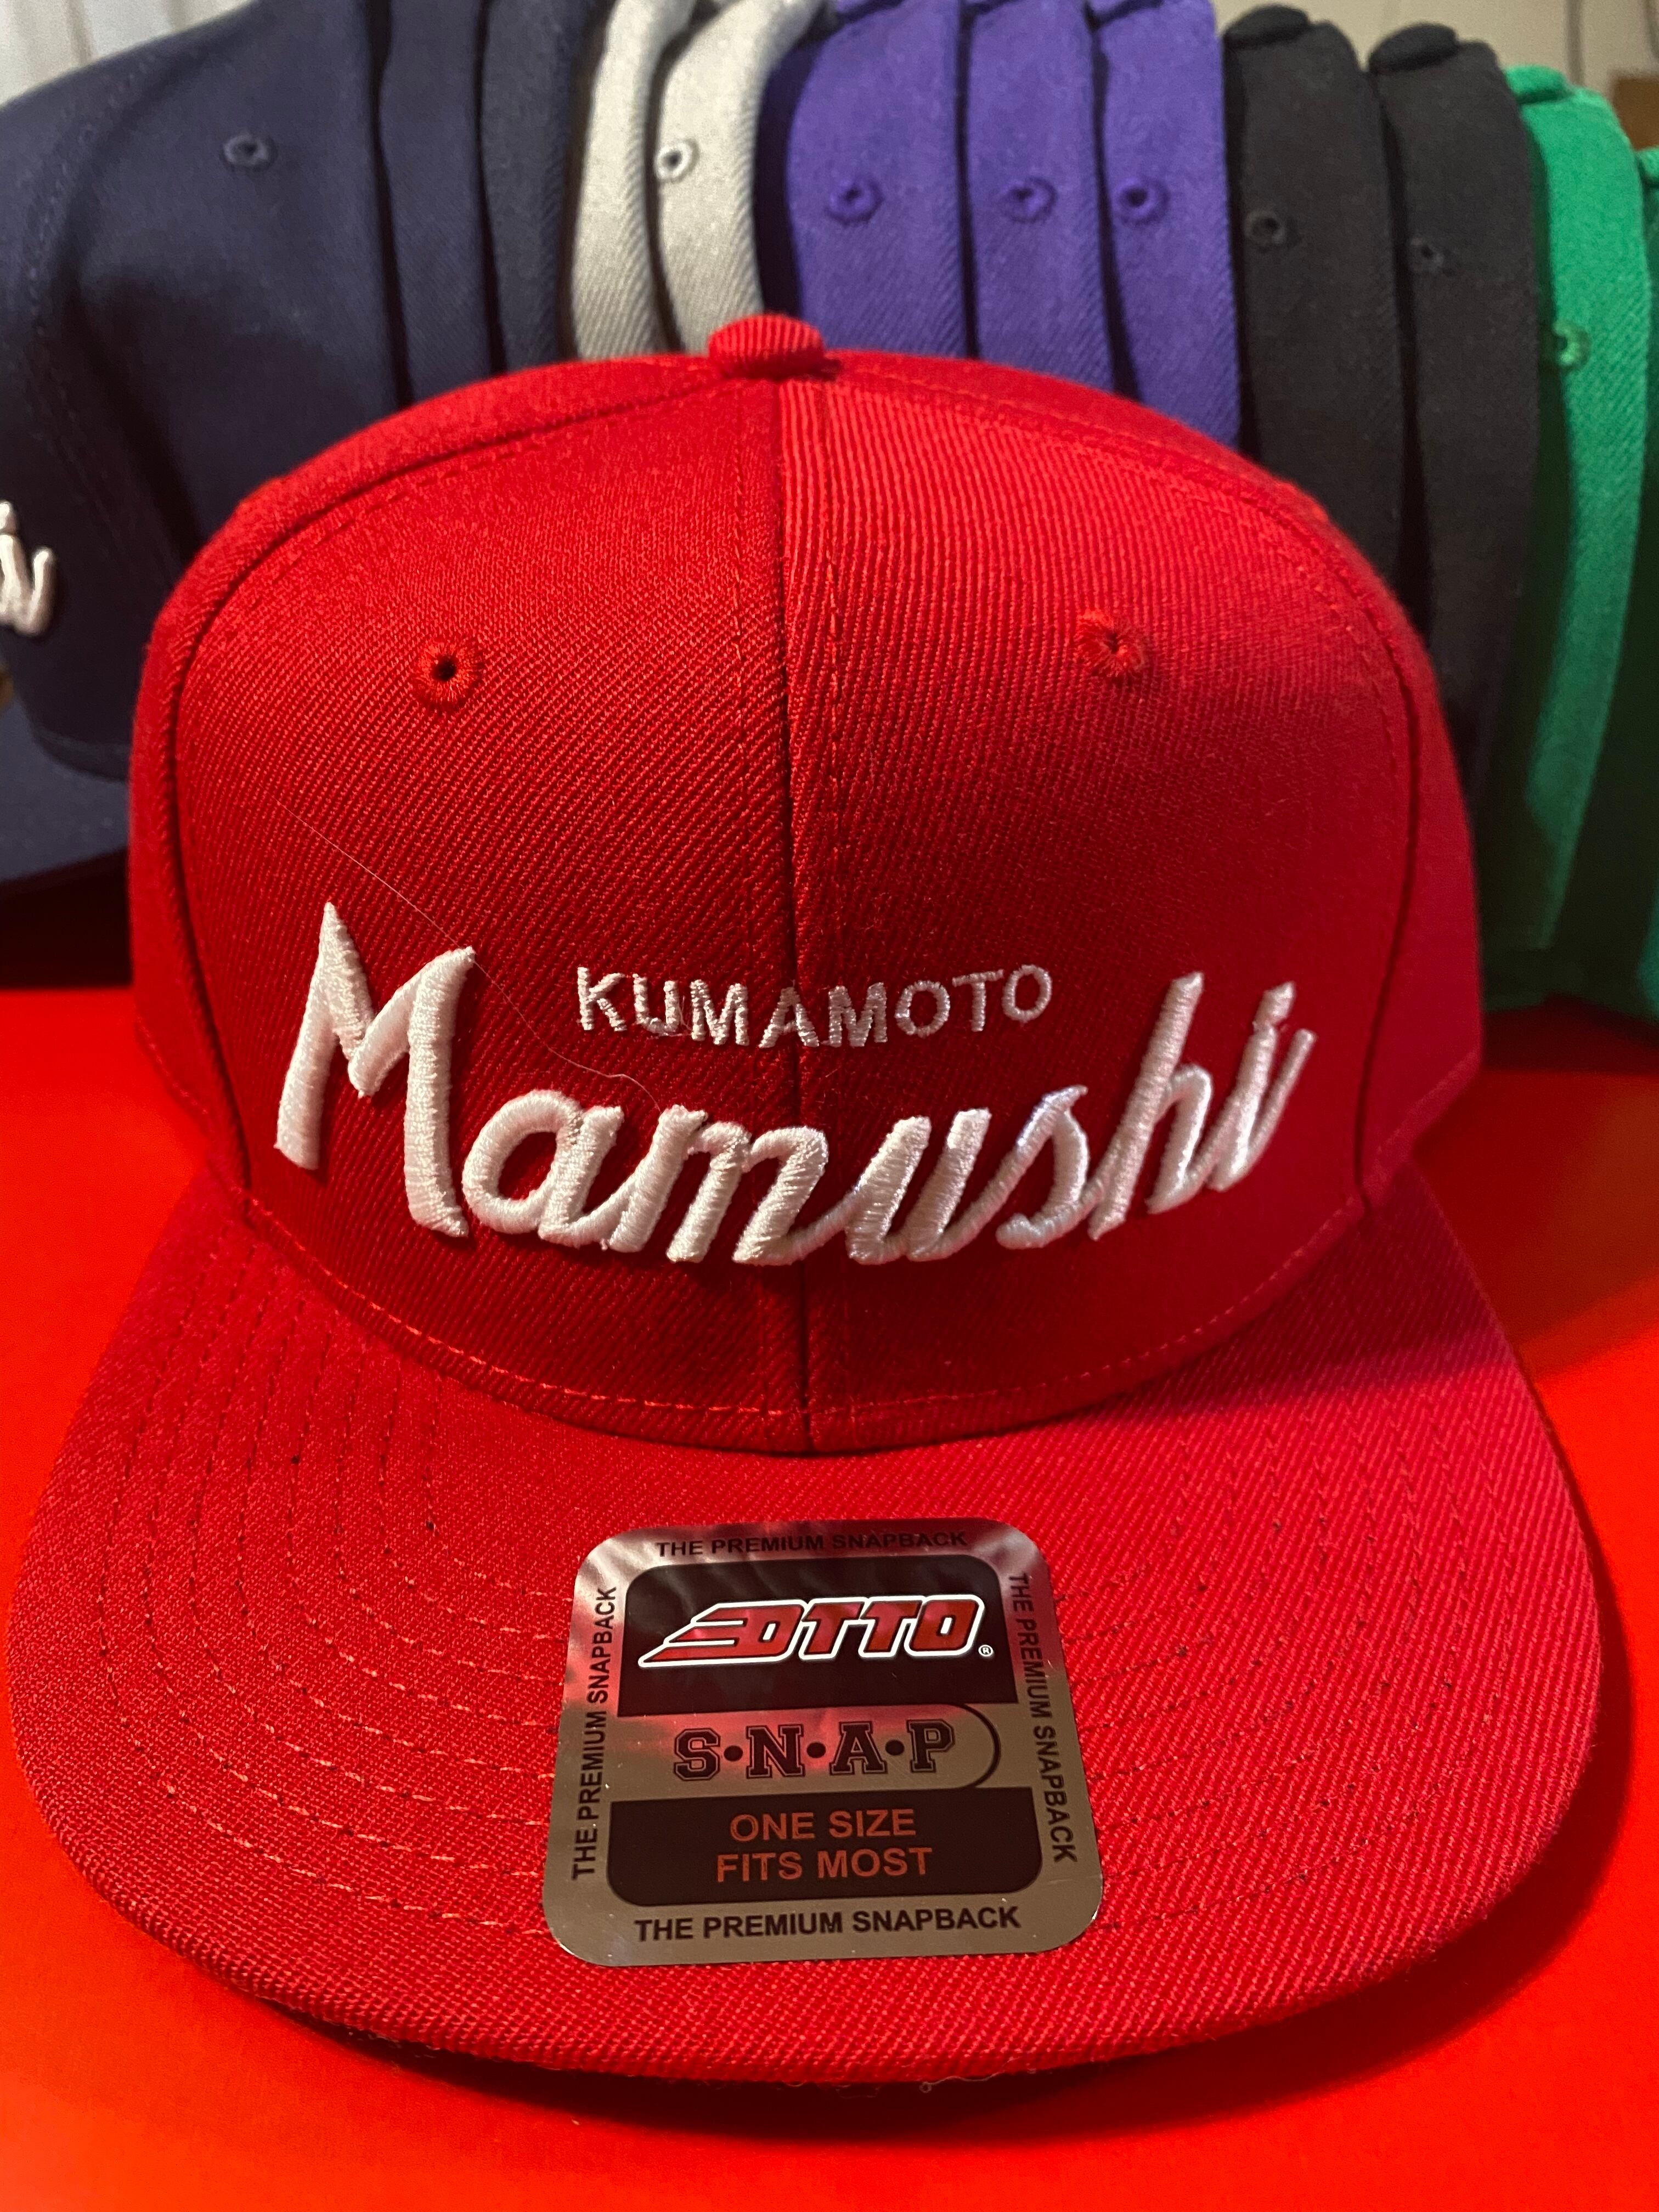 KUMAMOTO
Mamushi
THE PREMIUM SNAPBACK
THE PREMIUM SNAPBACK
THE PREMIUM SNAPBACK
OTTO®
S•N•A•P
ONE SIZE
FITS MOST
THE PREMIUM SNAPBACK